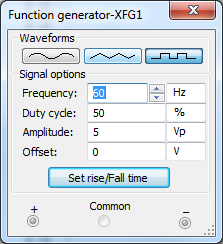 Function generator-XFG1
Waveforms
Signal options
Frequency: 60 Hz
Duty cycle: 50 %
Amplitude: 5 Vp
Offset: 0 V
Set rise/Fall time
+ Common −